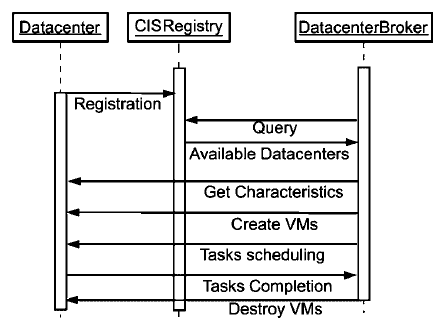 Datacenter
CISRegistry
DatacenterBroker
Registration
Query
Available Datacenters
Get Characteristics
Create VMs
Tasks scheduling
Tasks Completion
Destroy VMs